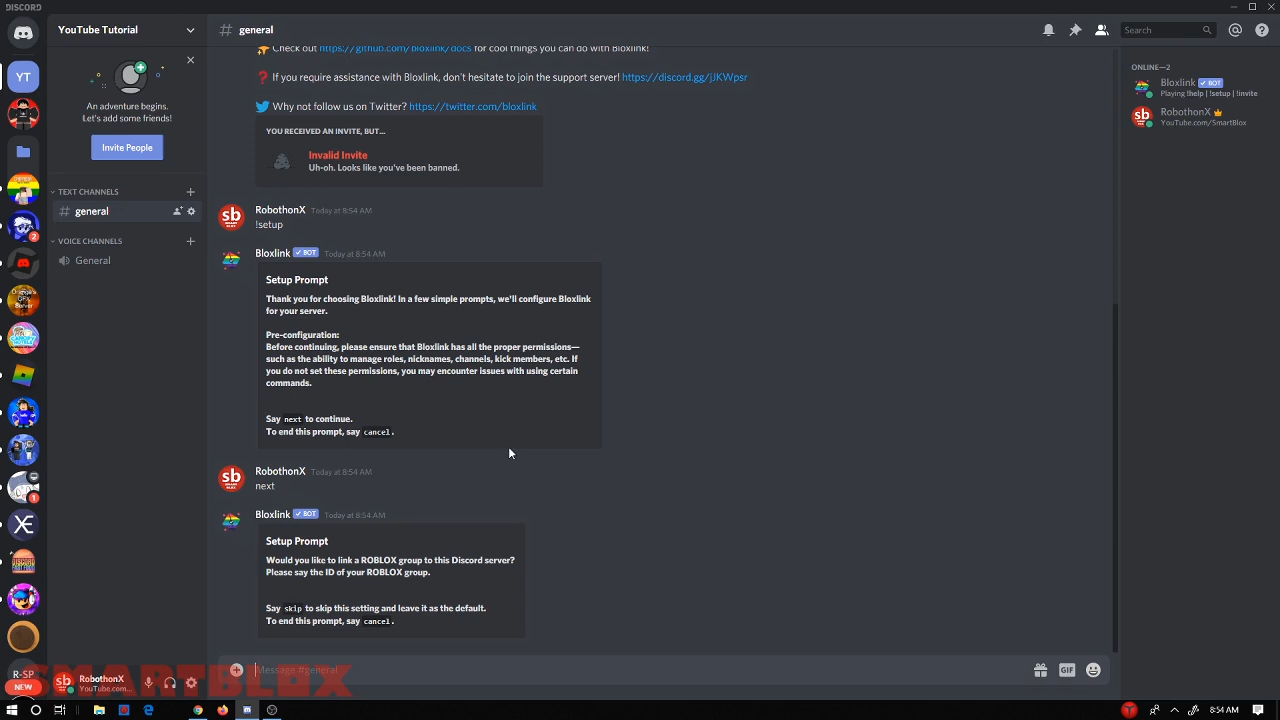 DISCORD
YouTube Tutorial
general
Search
YT
An adventure begins.
Let's add some friends!
Invite People
TEXT CHANNELS
general
VOICE CHANNELS
General
2
1
R-SP
NEW
Check out https://github.com/bloxlink/docs for cool things you can do with Bloxlink!
If you require assistance with Bloxlink, don't hesitate to join the support server! https://discord.gg/jJKWpsr
Why not follow us on Twitter? https://twitter.com/bloxlink
YOU RECEIVED AN INVITE, BUT...
Invalid Invite
Uh-oh. Looks like you've been banned.
sb
RobothonX Today at 8:54 AM
!setup
Bloxlink BOT Today at 8:54 AM
Setup Prompt
Thank you for choosing Bloxlink! In a few simple prompts, we'll configure Bloxlink
for your server.
Pre-configuration:
Before continuing, please ensure that Bloxlink has all the proper permissions—
such as the ability to manage roles, nicknames, channels, kick members, etc. If
you do not set these permissions, you may encounter issues with using certain
commands.
Say next to continue.
To end this prompt, say cancel.
sb
RobothonX Today at 8:54 AM
next
Bloxlink BOT Today at 8:54 AM
Setup Prompt
Would you like to link a ROBLOX group to this Discord server?
Please say the ID of your ROBLOX group.
Say skip to skip this setting and leave it as the default.
To end this prompt, say cancel.
Message #general
GIF
ONLINE—2
Bloxlink BOT
Playing !help | !setup | !invite
sb
RobothonX
YouTube.com/SmartBlox
SMARTBLOX
sb
RobothonX
YouTube.com...
8:54 AM